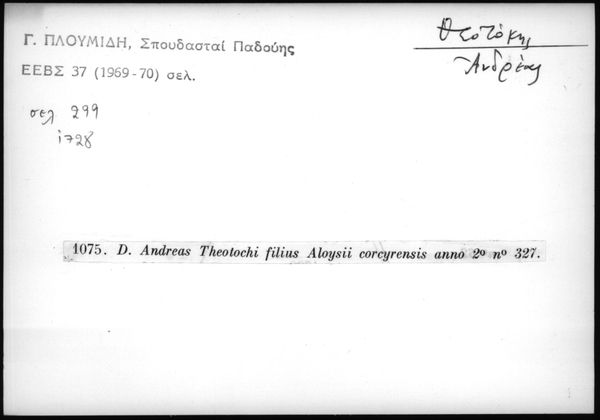 Γ. ΠΛΟΥΜΙΔΗ, Σπουδασταί Παδούης
ΕΕΒΣ 37 (1969-70) σελ.
Θεοτόκης
Ἀνδρέας
σελ 299
1728
1075. D. Andreas Theotochi filius Aloysii corcyrensis anno 2º nº 327.